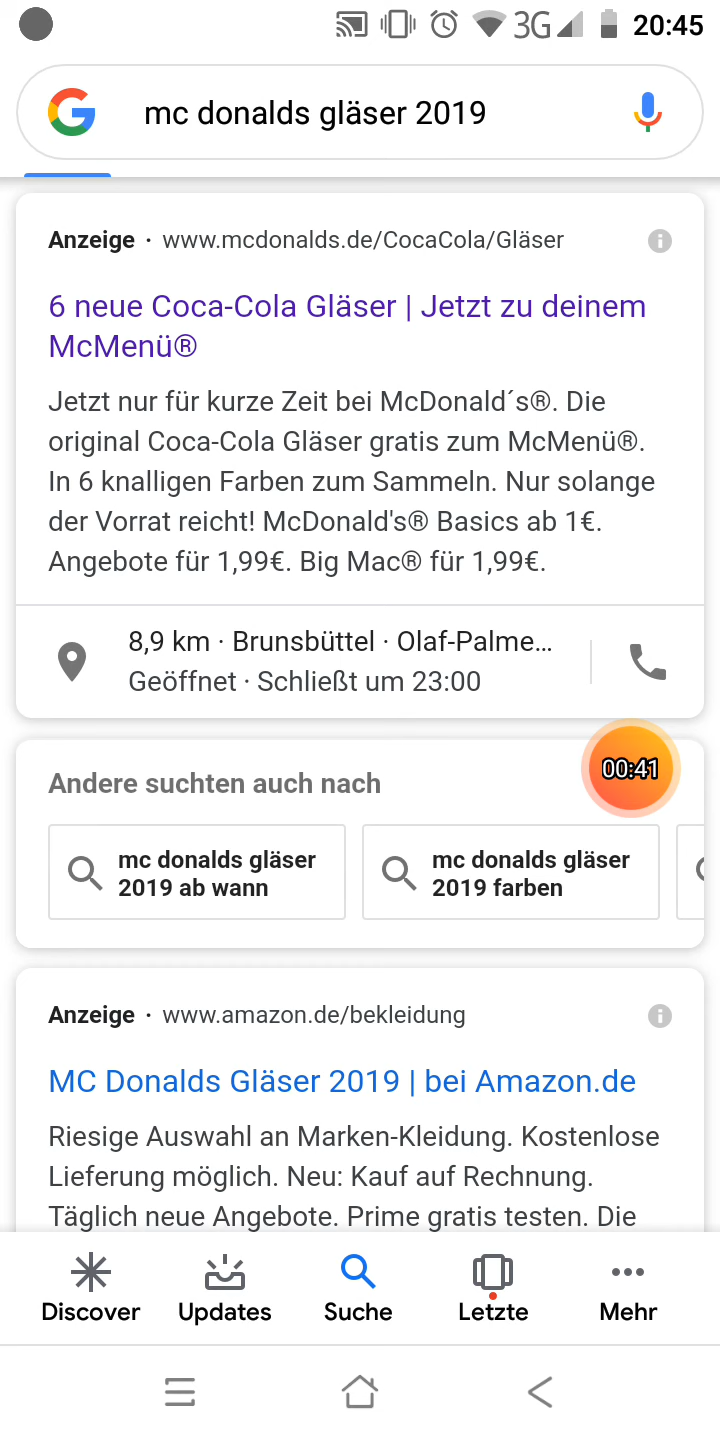 3G 20:45
mc donalds gläser 2019
Anzeige · www.mcdonalds.de/CocaCola/Gläser
6 neue Coca-Cola Gläser | Jetzt zu deinem
McMenü®
Jetzt nur für kurze Zeit bei McDonald´s®. Die
original Coca-Cola Gläser gratis zum McMenü®.
In 6 knalligen Farben zum Sammeln. Nur solange
der Vorrat reicht! McDonald's® Basics ab 1€.
Angebote für 1,99€. Big Mac® für 1,99€.
8,9 km · Brunsbüttel · Olaf-Palme...
Geöffnet · Schließt um 23:00
00:41
Andere suchten auch nach
mc donalds gläser
2019 ab wann
mc donalds gläser
2019 farben
Anzeige · www.amazon.de/bekleidung
MC Donalds Gläser 2019 | bei Amazon.de
Riesige Auswahl an Marken-Kleidung. Kostenlose
Lieferung möglich. Neu: Kauf auf Rechnung.
Täglich neue Angebote. Prime gratis testen. Die
Discover Updates Suche Letzte Mehr